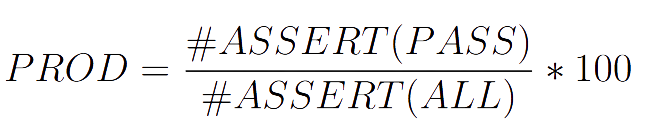 PROD = #ASSERT(PASS) / #ASSERT(ALL) * 100